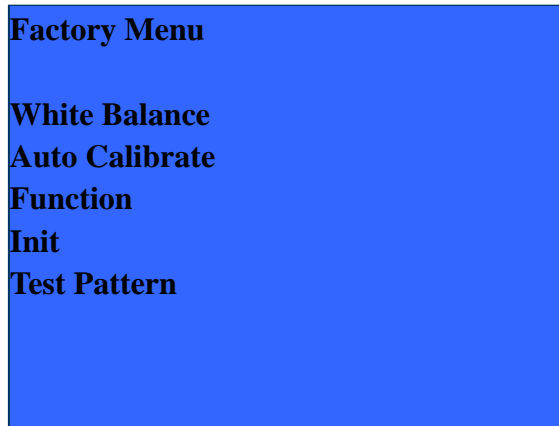 Factory Menu
White Balance
Auto Calibrate
Function
Init
Test Pattern